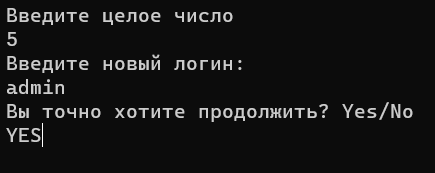 Введите целое число
5
Введите новый логин:
admin
Вы точно хотите продолжить? Yes/No
YES